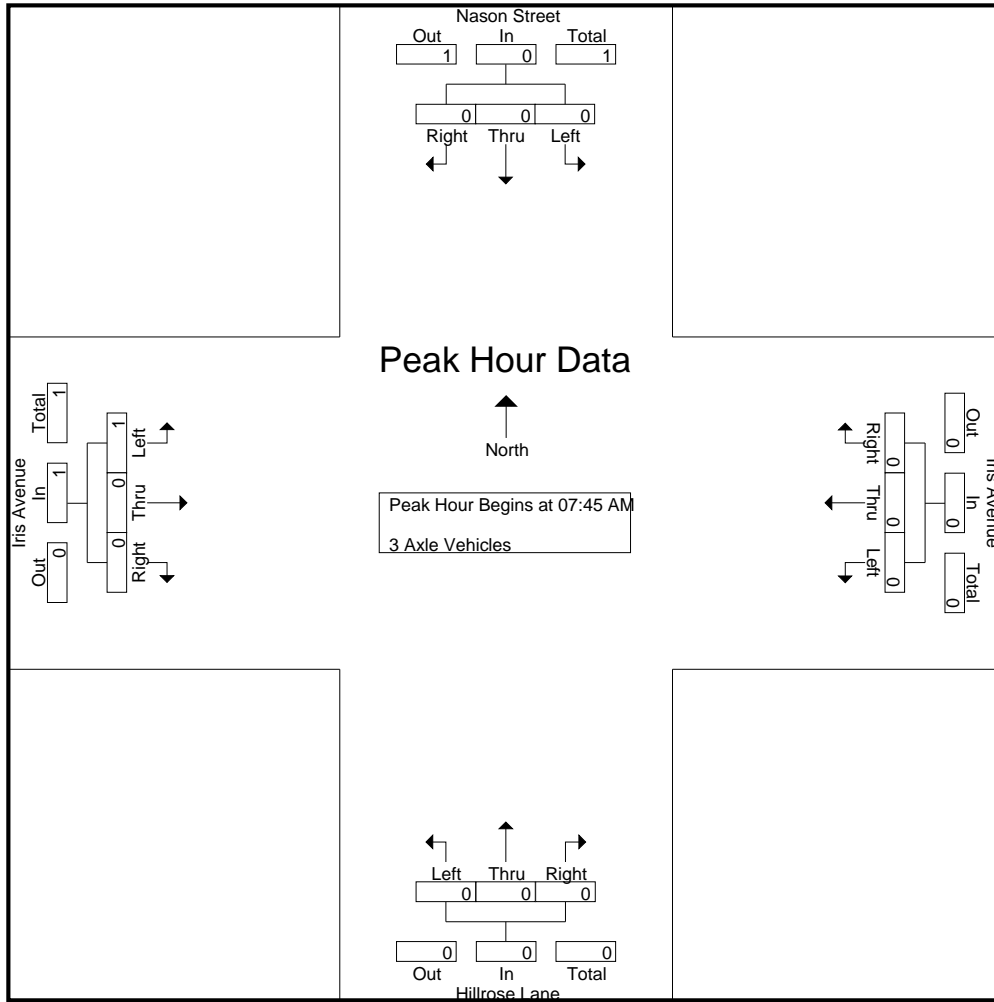 Nason Street
Out In Total
1 0 1
0 0 0
Right Thru Left
Peak Hour Data
North
Peak Hour Begins at 07:45 AM
3 Axle Vehicles
Iris Avenue
Total In Out
1 1 0
1 0 0
Left Thru Right
Iris Avenue
Out In Total
0 0 0
0 0 0
Right Thru Left
Left Thru Right
0 0 0
0 0 0
Out In Total
Hillrose Lane